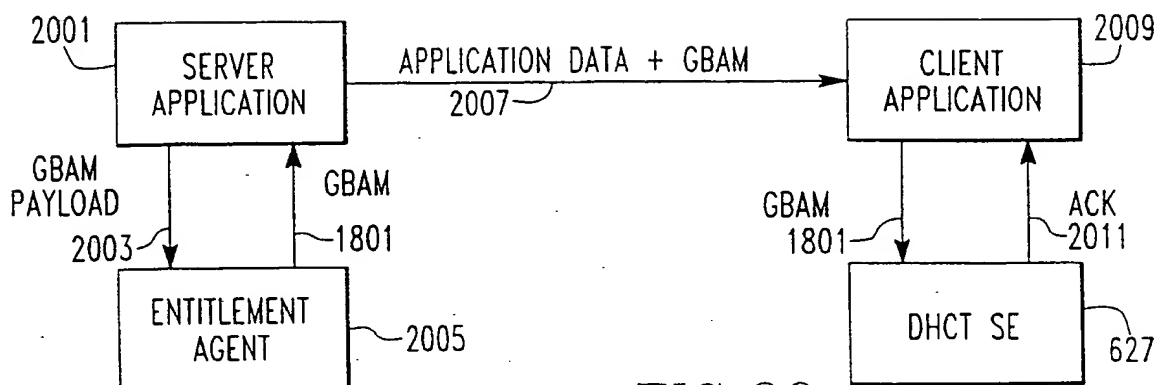 2001
SERVER
APPLICATION
APPLICATION DATA + GBAM
2007
CLIENT
APPLICATION
2009
GBAM
PAYLOAD
2003
GBAM
1801
GBAM
1801
ACK
2011
ENTITLEMENT
AGENT
2005
DHCT SE
627